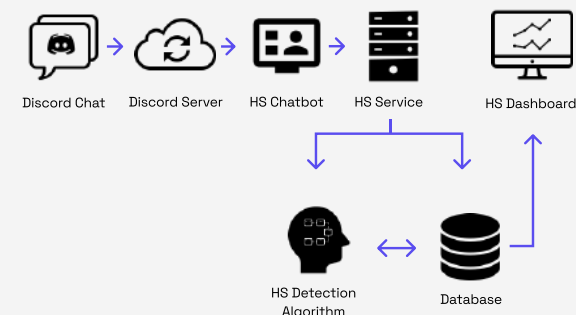 Discord Chat
Discord Server
HS Chatbot
HS Service
HS Dashboard
HS Detection
Algorithm
Database